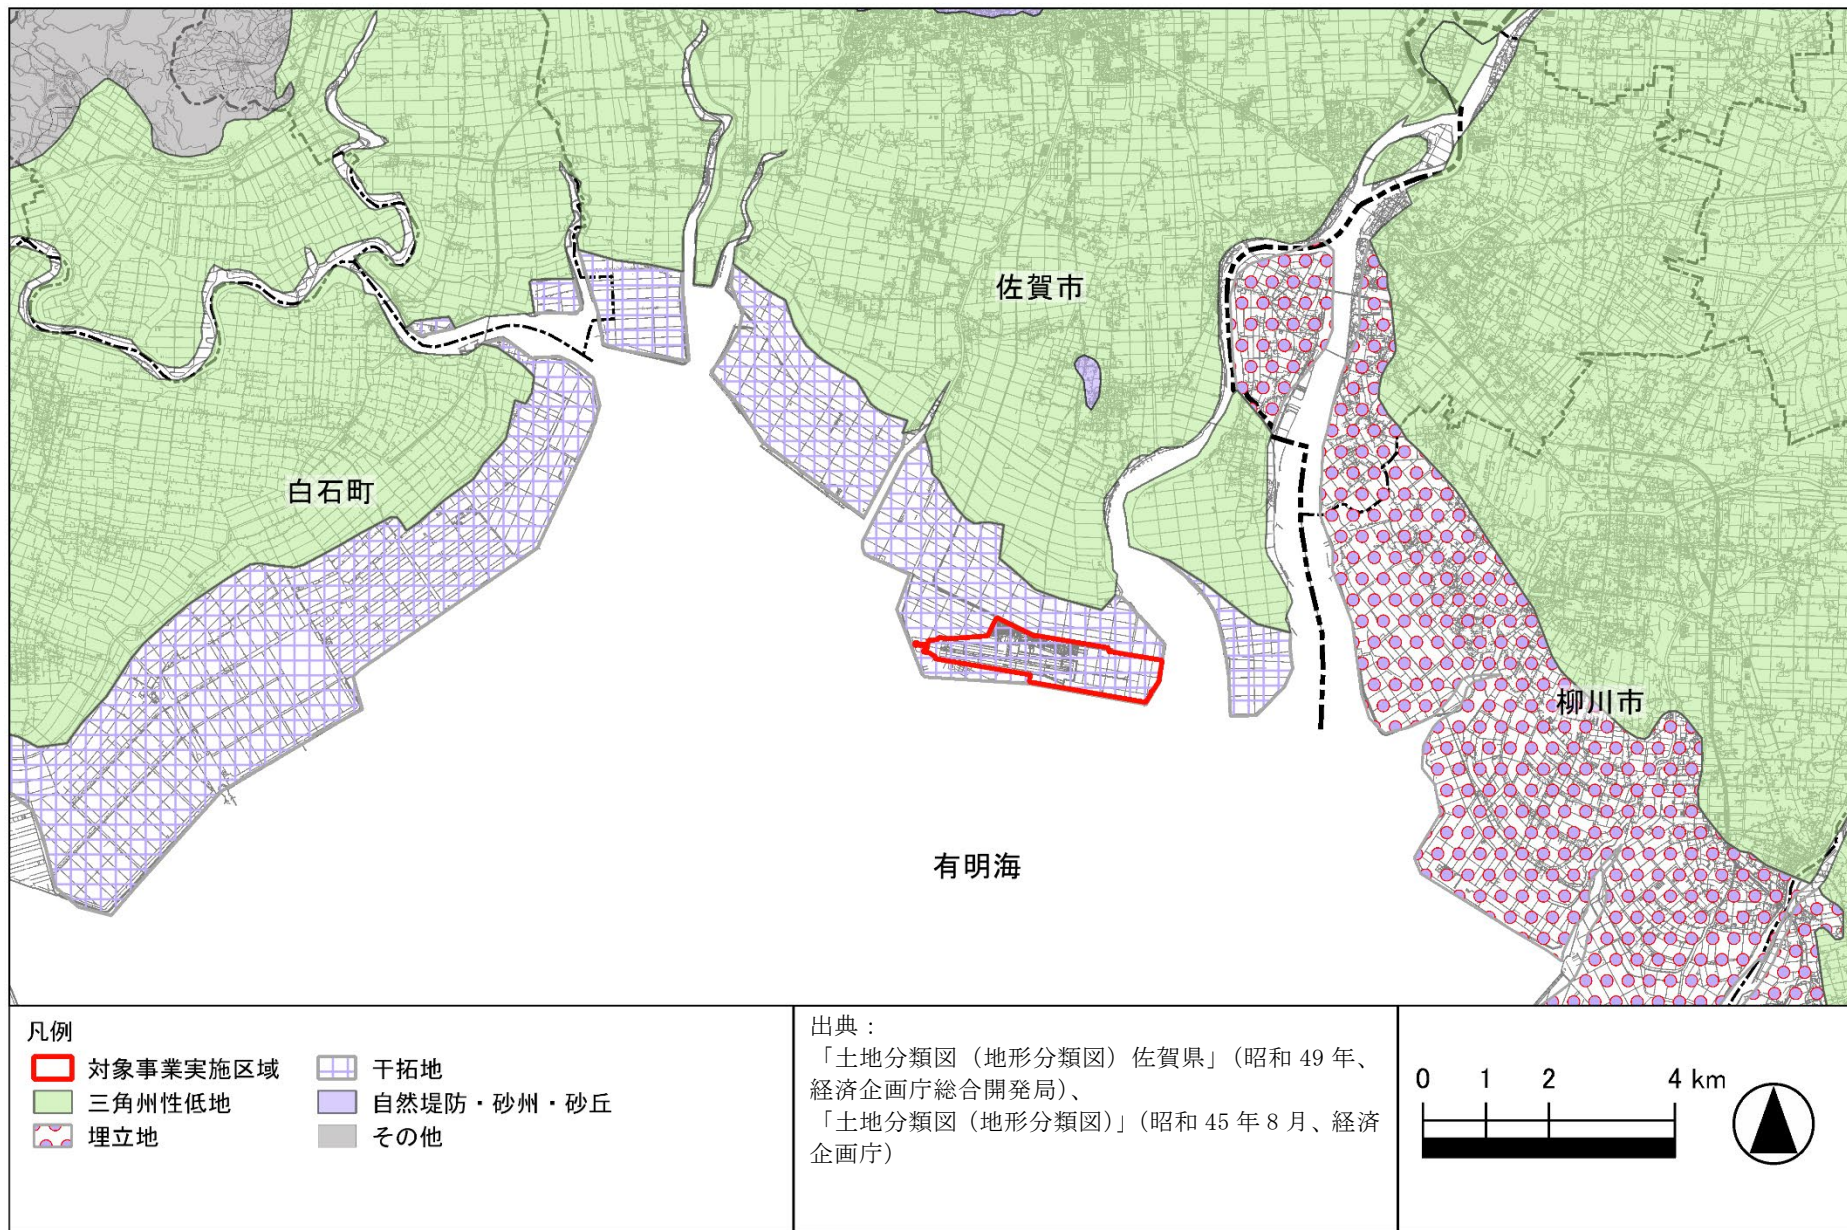 佐賀市
白石町
柳川市
有明海
凡例
対象事業実施区域
三角州性低地
埋立地
干拓地
自然堤防・砂州・砂丘
その他
出典：
「土地分類図（地形分類図）佐賀県」（昭和 49 年、
経済企画庁総合開発局）、
「土地分類図（地形分類図）」（昭和 45 年 8 月、経済
企画庁）
0 1 2 4 km